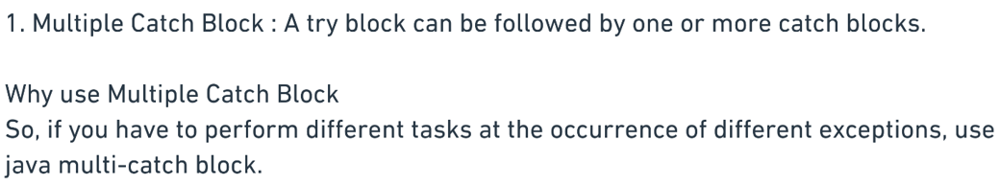 1. Multiple Catch Block : A try block can be followed by one or more catch blocks.
Why use Multiple Catch Block
So, if you have to perform different tasks at the occurrence of different exceptions, use
java multi-catch block.